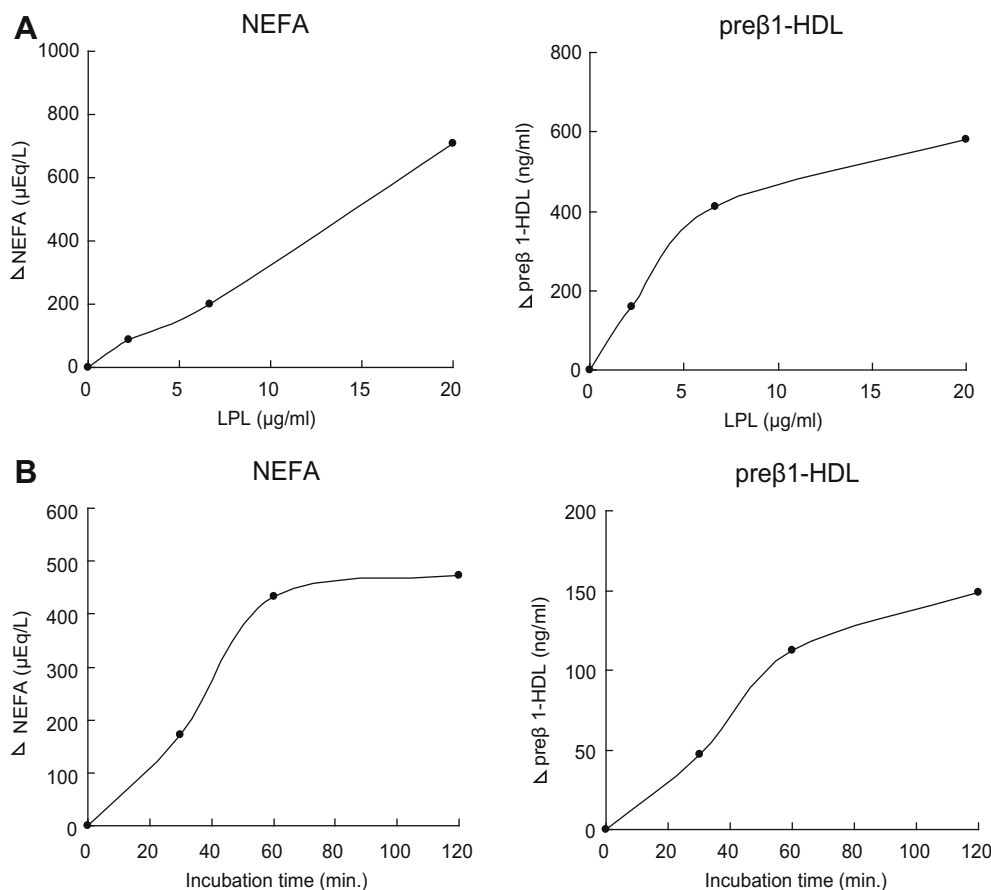 A
NEFA
preβ1-HDL
1000
800
600
400
200
0
Δ NEFA (µEq/L)
0 5 10 15 20
LPL (µg/ml)
800
600
400
200
0
Δ preβ 1-HDL (ng/ml)
0 5 10 15 20
LPL (µg/ml)
B
NEFA
preβ1-HDL
600
500
400
300
200
100
0
Δ NEFA (µEq/L)
0 20 40 60 80 100 120
Incubation time (min.)
200
150
100
50
0
Δ preβ 1-HDL (ng/ml)
0 20 40 60 80 100 120
Incubation time (min.)